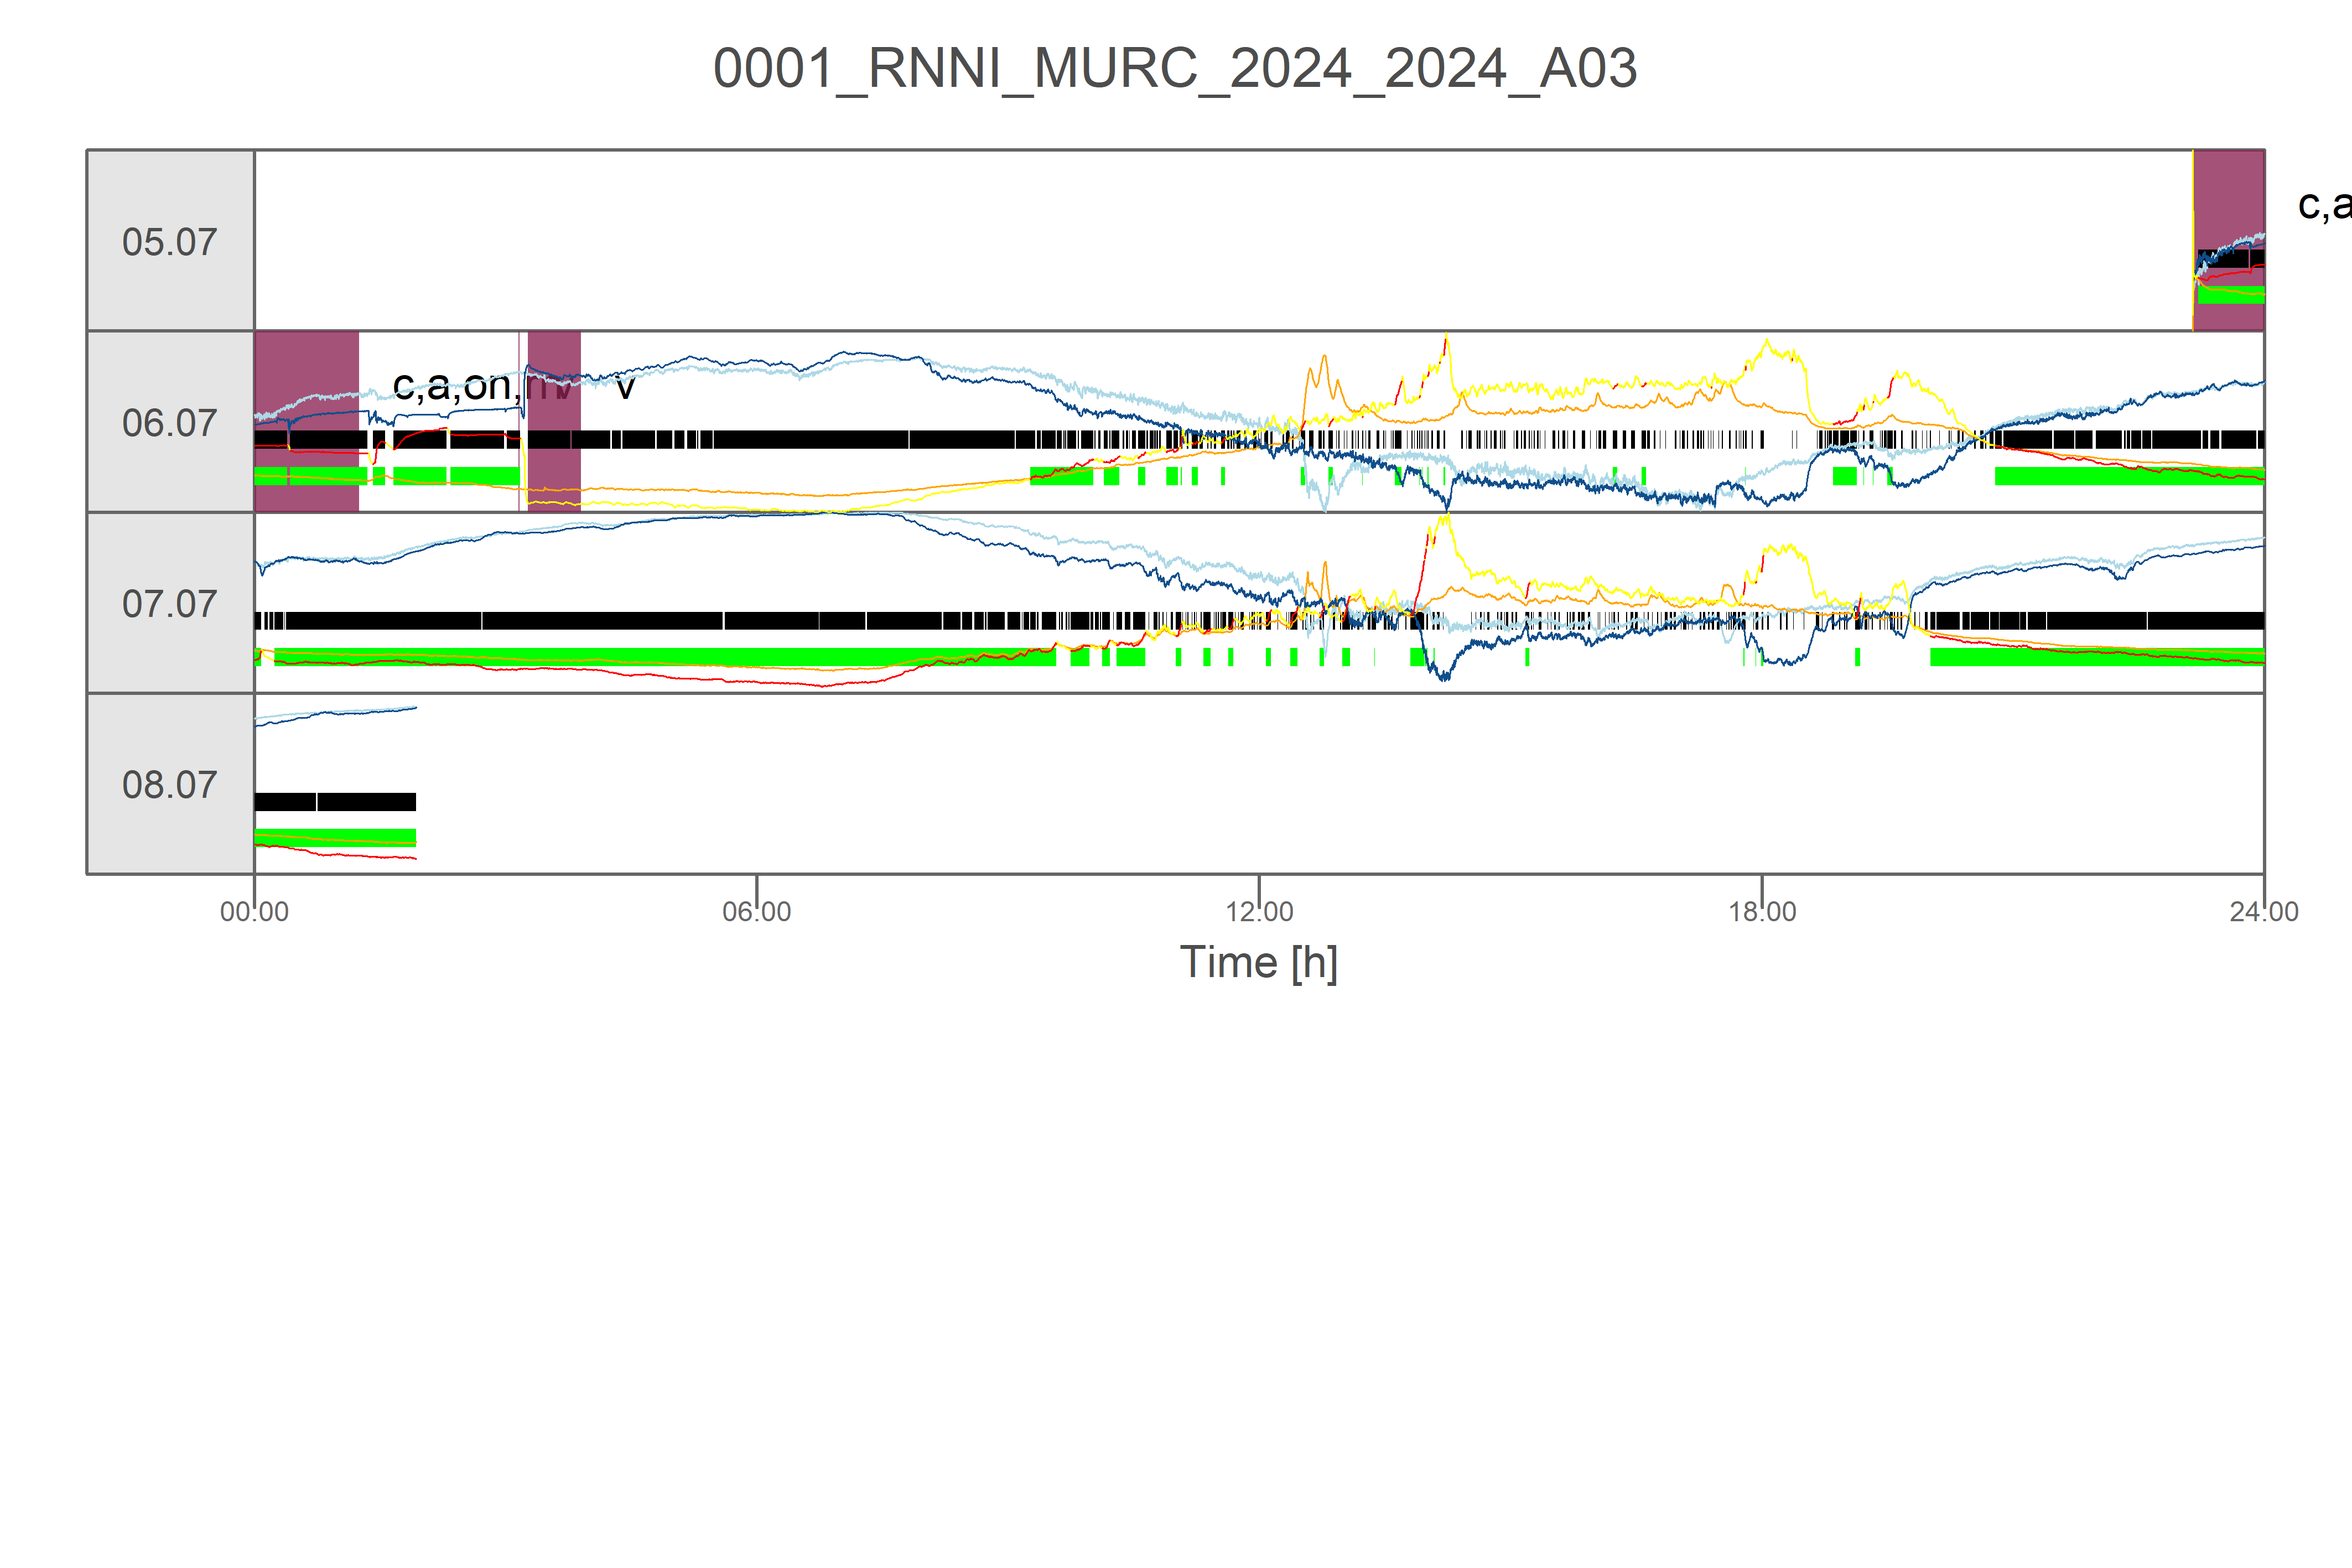 0001_RNNI_MURC_2024_2024_A03
c,a
05.07
c,a,on,nv v
06.07
07.07
08.07
00:00 06:00 12:00 18:00 24:00
Time [h]